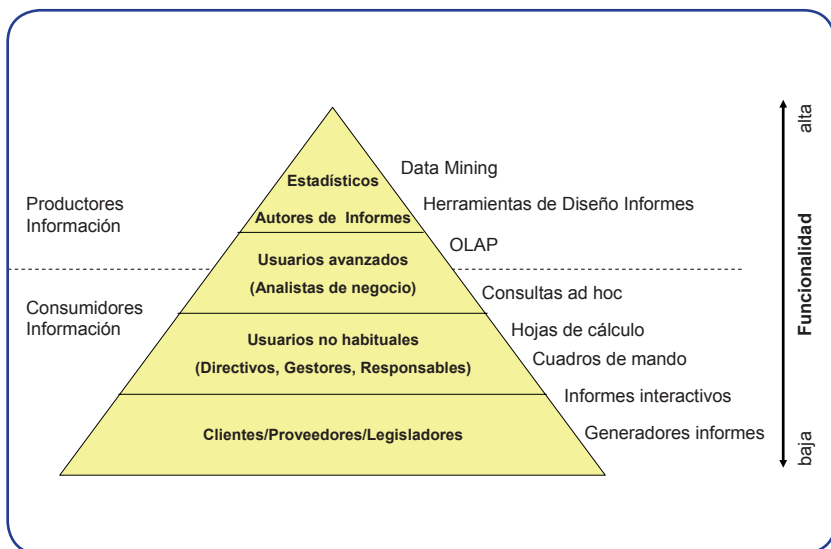 alta
Data Mining
Estadísticos
Productores
Información
Herramientas de Diseño Informes
Autores de Informes
OLAP
Usuarios avanzados
(Analistas de negocio)
Consultas ad hoc
Consumidores
Información
Funcionalidad
Hojas de cálculo
Usuarios no habituales
(Directivos, Gestores, Responsables)
Cuadros de mando
Informes interactivos
Clientes/Proveedores/Legisladores
Generadores informes
baja